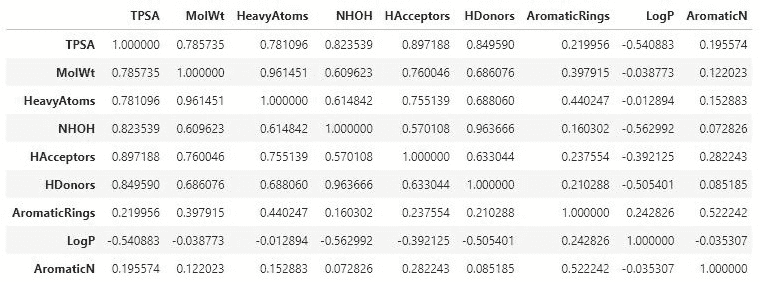 TPSA MolWt HeavyAtoms NHOH HAcceptors HDonors AromaticRings LogP AromaticN
TPSA 1.000000 0.785735 0.781096 0.823539 0.897188 0.849590 0.219956 -0.540883 0.195574
MolWt 0.785735 1.000000 0.961451 0.609623 0.760046 0.686076 0.397915 -0.038773 0.122023
HeavyAtoms 0.781096 0.961451 1.000000 0.614842 0.755139 0.688060 0.440247 -0.012894 0.152883
NHOH 0.823539 0.609623 0.614842 1.000000 0.570108 0.963666 0.160302 -0.562992 0.072826
HAcceptors 0.897188 0.760046 0.755139 0.570108 1.000000 0.633044 0.237554 -0.392125 0.282243
HDonors 0.849590 0.686076 0.688060 0.963666 0.633044 1.000000 0.210288 -0.505401 0.085185
AromaticRings 0.219956 0.397915 0.440247 0.160302 0.237554 0.210288 1.000000 0.242826 0.522242
LogP -0.540883 -0.038773 -0.012894 -0.562992 -0.392125 -0.505401 0.242826 1.000000 -0.035307
AromaticN 0.195574 0.122023 0.152883 0.072826 0.282243 0.085185 0.522242 -0.035307 1.000000